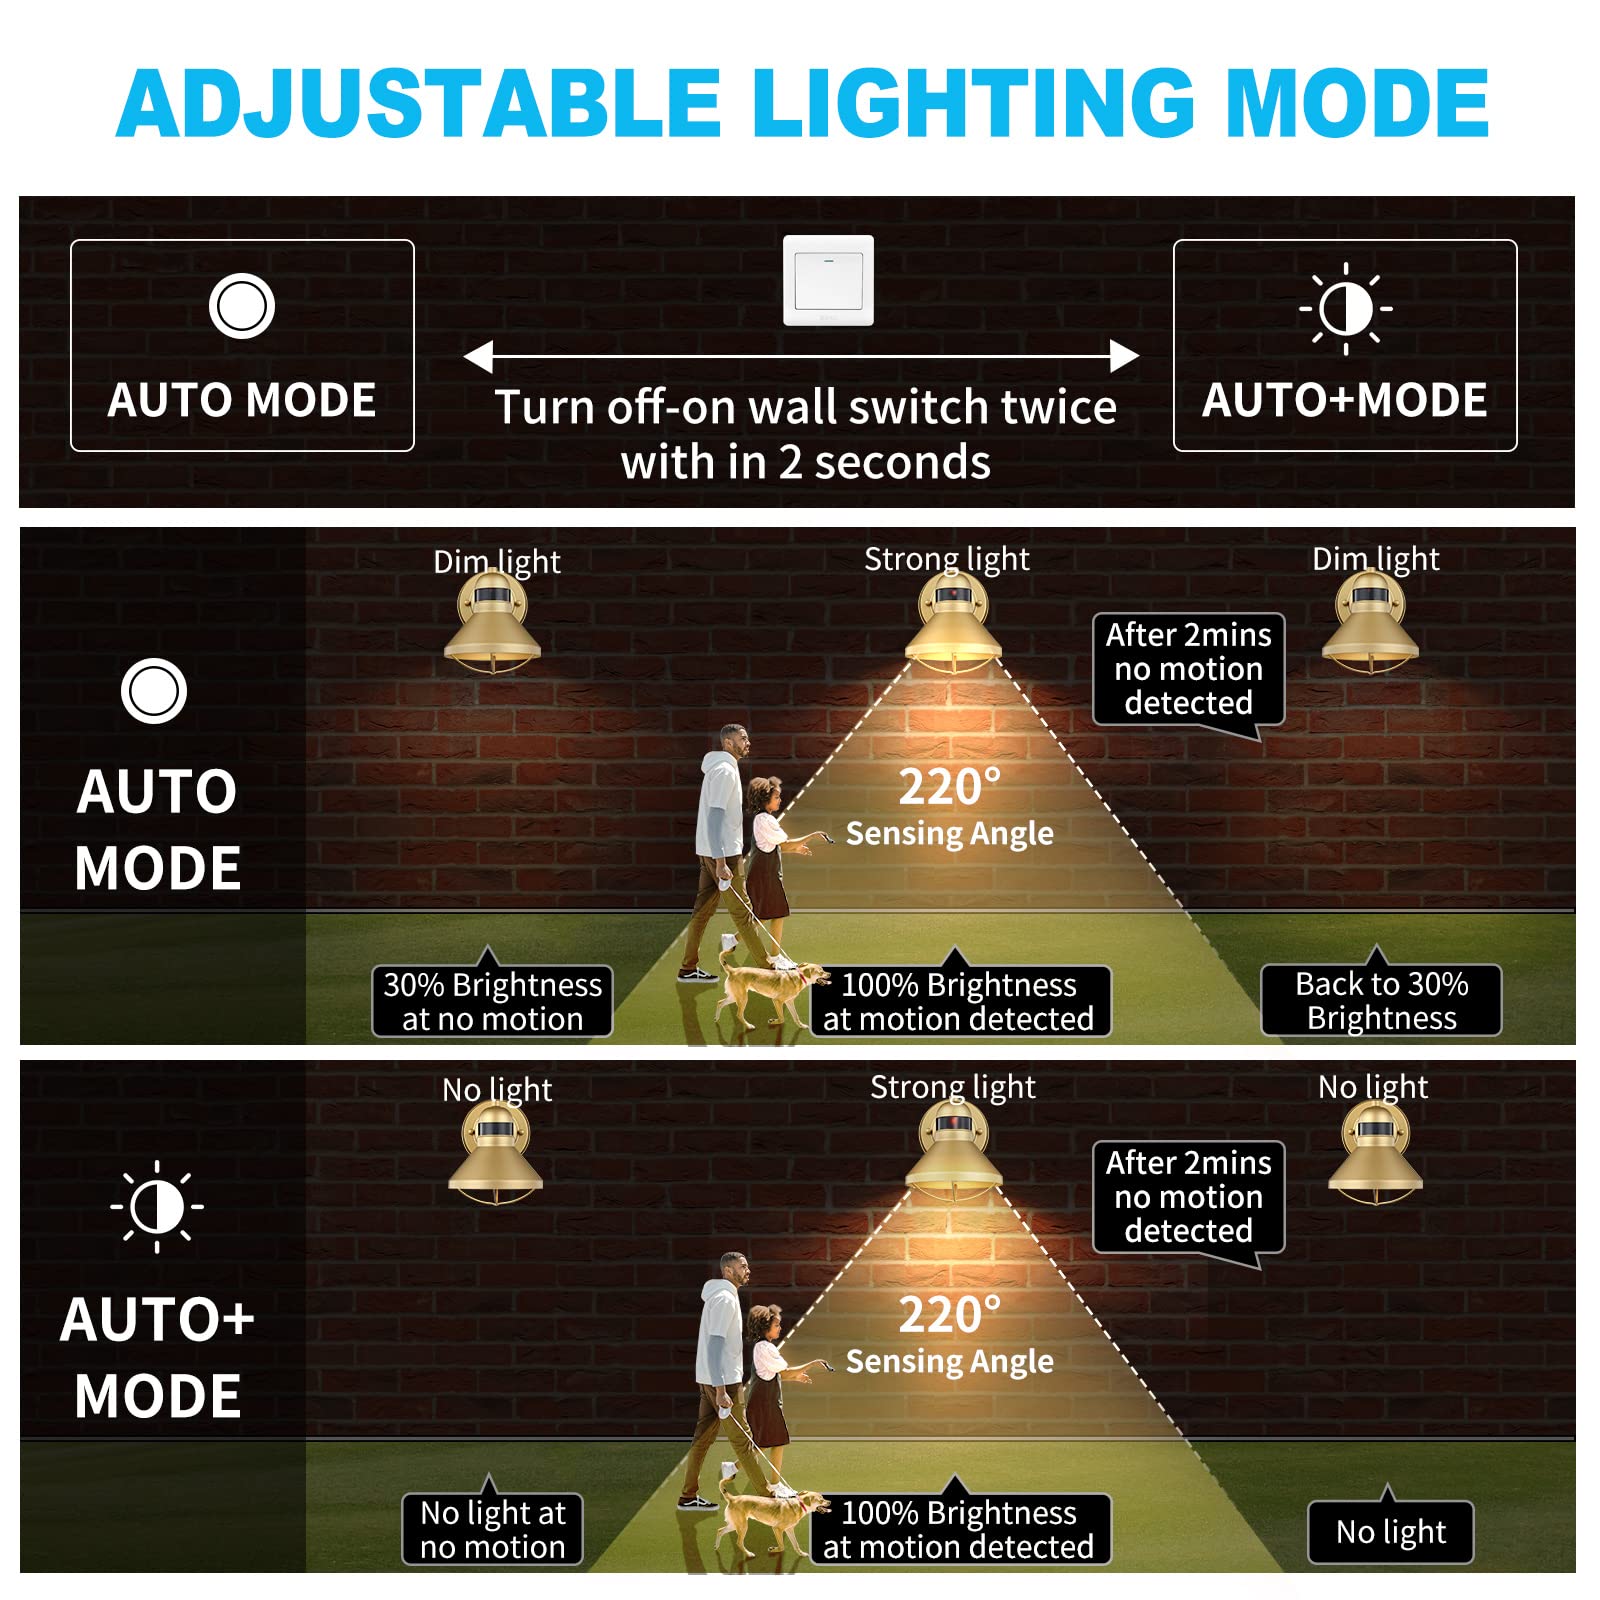 ADJUSTABLE LIGHTING MODE
AUTO MODE
Turn off-on wall switch twice
with in 2 seconds
AUTO+MODE
AUTO
MODE
Dim light
Strong light
Dim light
After 2mins
no motion
detected
220°
Sensing Angle
30% Brightness
at no motion
100% Brightness
at motion detected
Back to 30%
Brightness
AUTO+
MODE
No light
Strong light
No light
After 2mins
no motion
detected
220°
Sensing Angle
No light at
no motion
100% Brightness
at motion detected
No light